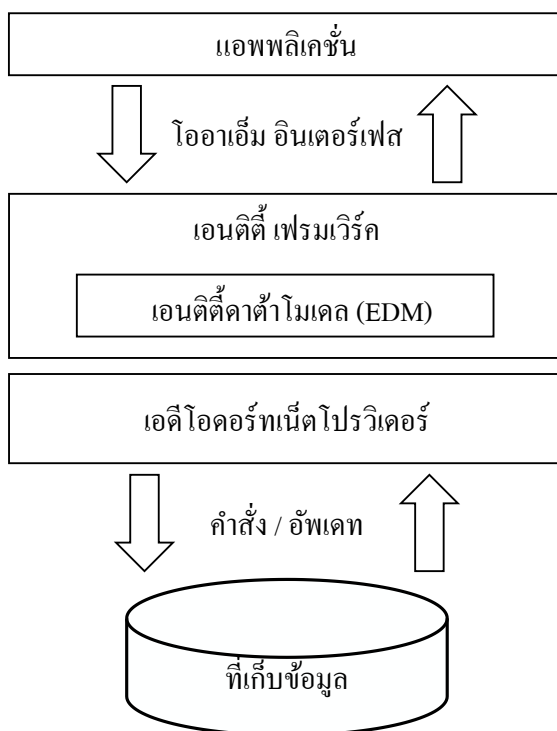 แอพพลิเคชั่น
โออาเอ็ม อินเตอร์เฟส
เอนติตี้ เฟรมเวิร์ค
เอนติตี้ดาต้าโมเดล (EDM)
เอดีโอดอร์ทเน็ตโปรวิเดอร์
คำสั่ง / อัพเดท
ที่เก็บข้อมูล